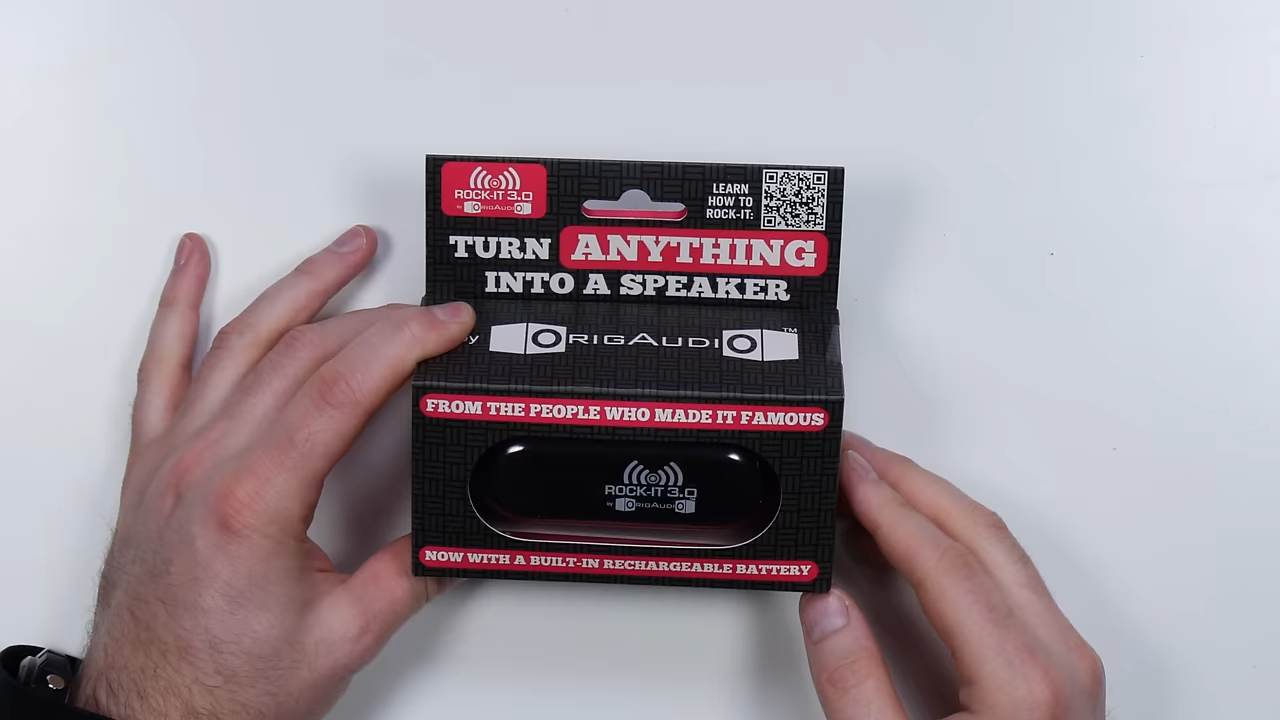 ROCK-IT 3.0
BY ORIGAUDIO
LEARN
HOW TO
ROCK-IT:
TURN ANYTHING
INTO A SPEAKER
by ORIGAUDIO™
FROM THE PEOPLE WHO MADE IT FAMOUS
ROCK-IT 3.0
BY ORIGAUDIO
NOW WITH A BUILT-IN RECHARGEABLE BATTERY